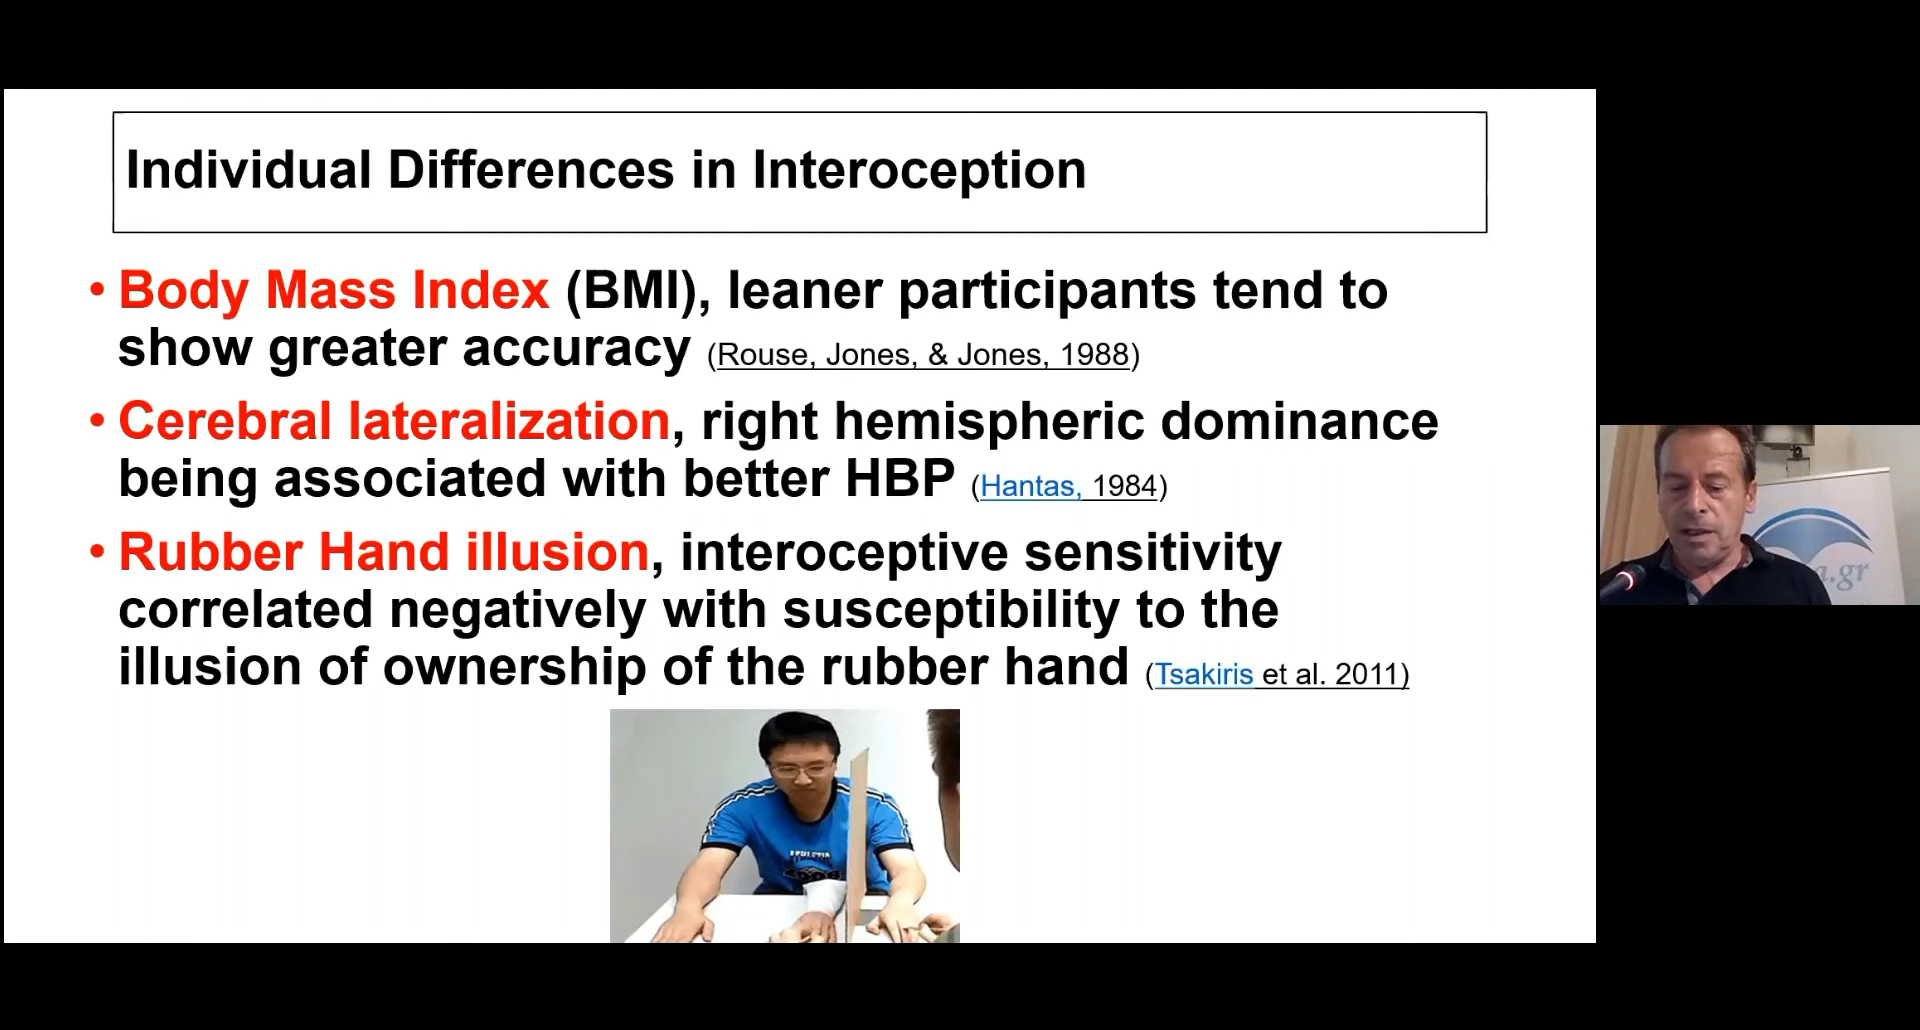 Individual Differences in Interoception
• Body Mass Index (BMI), leaner participants tend to
show greater accuracy (Rouse, Jones, & Jones, 1988)
• Cerebral lateralization, right hemispheric dominance
being associated with better HBP (Hantas, 1984)
• Rubber Hand illusion, interoceptive sensitivity
correlated negatively with susceptibility to the
illusion of ownership of the rubber hand (Tsakiris et al. 2011)
2008
a.gr